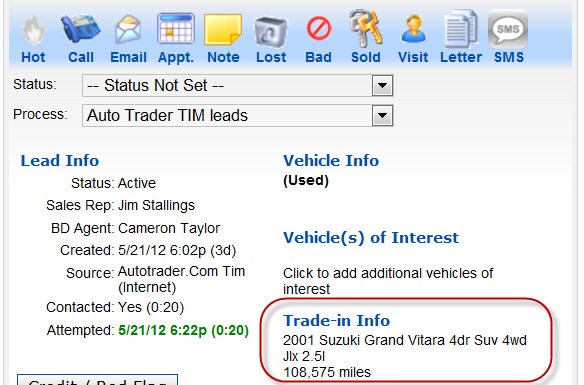 Hot Call Email Appt. Note Lost Bad Sold Visit Letter SMS
SMS
Status: -- Status Not Set --
Process: Auto Trader TIM leads
Lead Info
Status: Active
Sales Rep: Jim Stallings
BD Agent: Cameron Taylor
Created: 5/21/12 6:02p (3d)
Source: Autotrader.Com Tim
(Internet)
Contacted: Yes (0:20)
Attempted: 5/21/12 6:22p (0:20)
Vehicle Info
(Used)
Vehicle(s) of Interest
Click to add additional vehicles of
interest
Trade-in Info
2001 Suzuki Grand Vitara 4dr Suv 4wd
Jlx 2.5l
108,575 miles
Credit / Red Flag